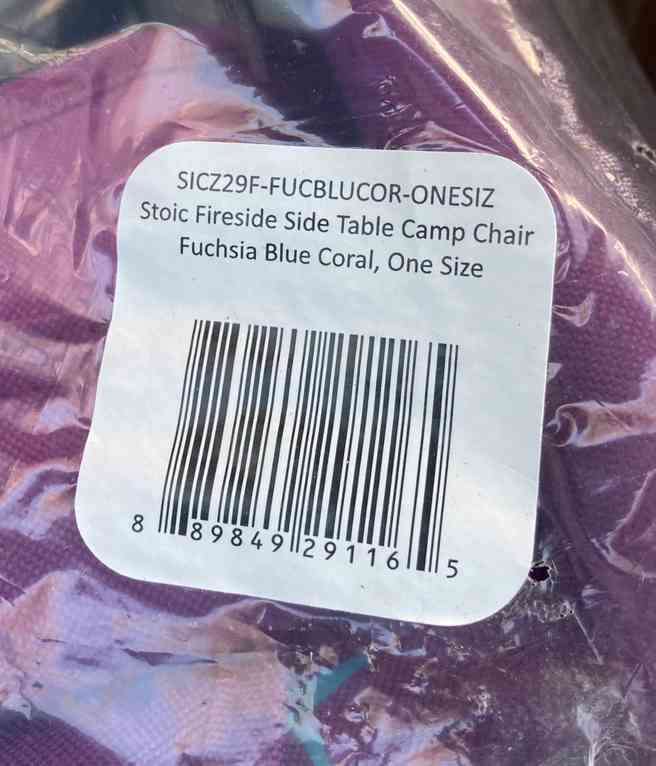 SICZ29F-FUCBLUCOR-ONESIZ
Stoic Fireside Side Table Camp Chair
Fuchsia Blue Coral, One Size
8 89849 29116 5